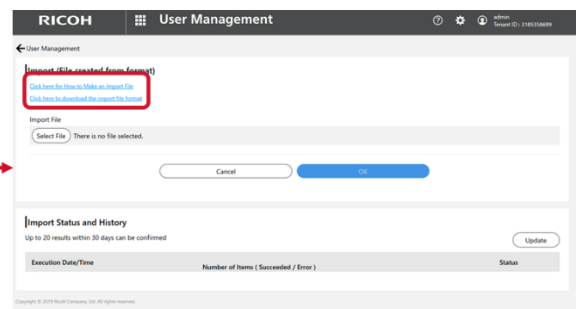 RICOH User Management admin
Tenant ID : 3185358699
User Management
Import (File created from format)
Click here for How to Make an Import File
Click here to download the import file format
Import File
Select File There is no file selected.
Cancel OK
Import Status and History
Up to 20 results within 30 days can be confirmed
Update
Execution Date/Time Number of Items ( Succeeded / Error ) Status
Copyright © 2019 Ricoh Company, Ltd. All rights reserved.